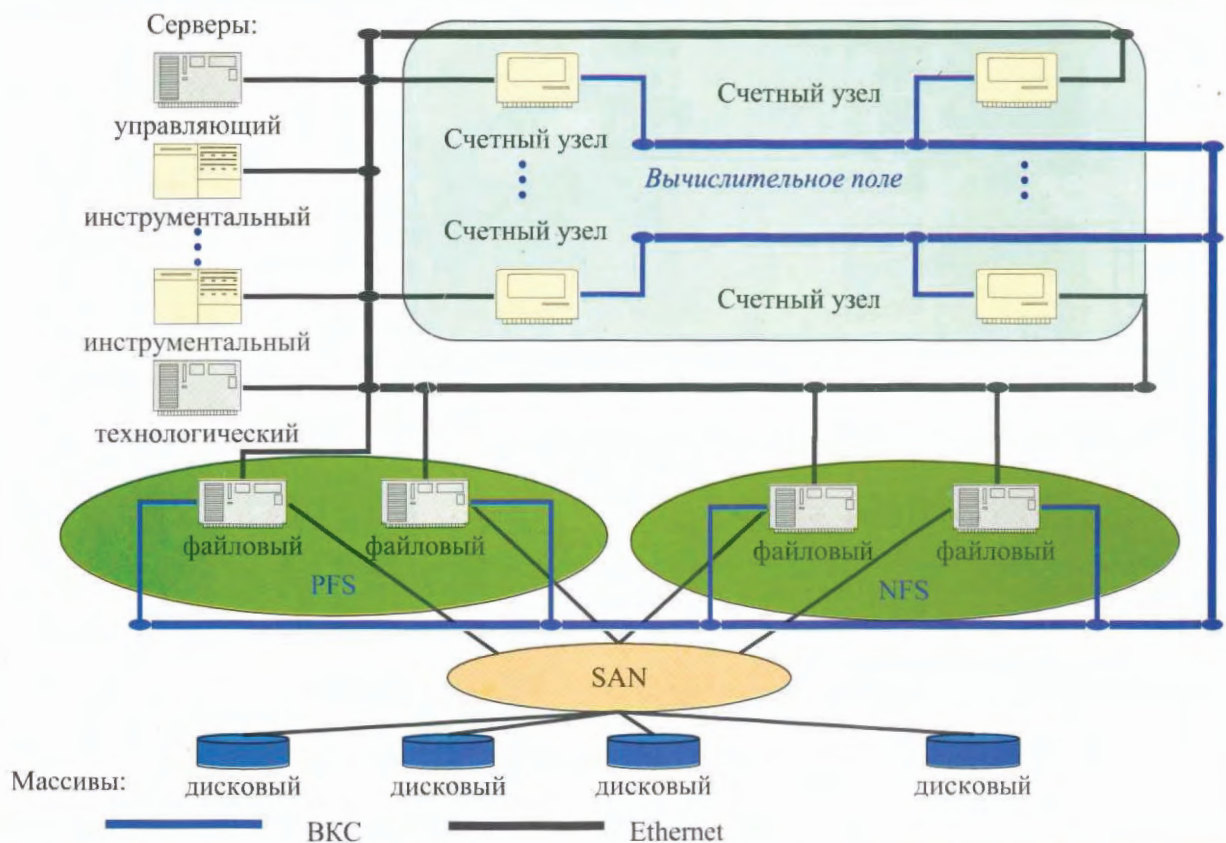 Серверы:
управляющий
инструментальный
инструментальный
технологический
Счетный узел
Счетный узел
Вычислительное поле
Счетный узел
Счетный узел
файловый
файловый
PFS
файловый
файловый
NFS
SAN
Массивы:
дисковый
дисковый
дисковый
дисковый
ВКС
Ethernet